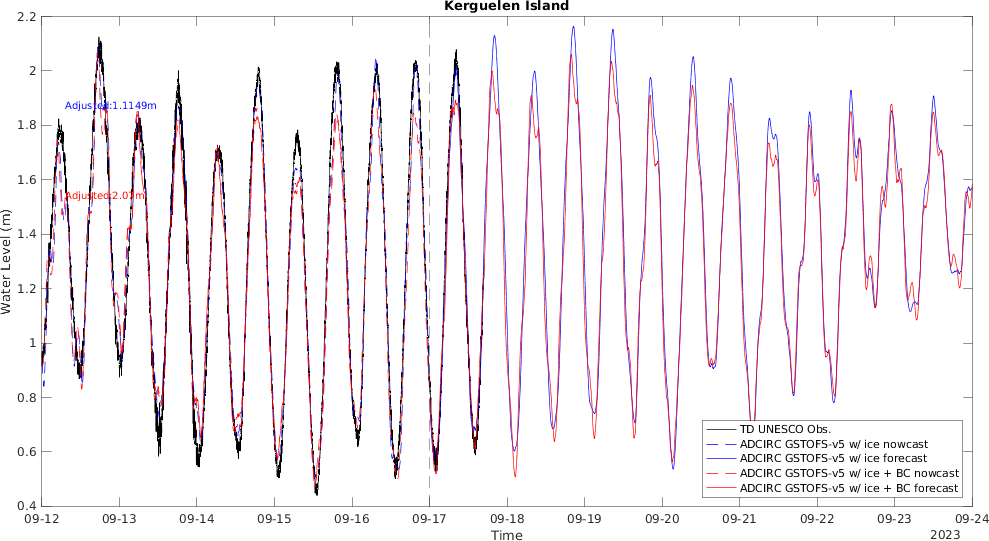 Kerguelen Island
2.2
2
1.8
1.6
1.4
1.2
1
0.8
0.6
0.4
Water Level (m)
Adjusted:1.1149m
Adjusted:2.07m
TD UNESCO Obs.
ADCIRC GSTOFS-v5 w/ ice nowcast
ADCIRC GSTOFS-v5 w/ ice forecast
ADCIRC GSTOFS-v5 w/ ice + BC nowcast
ADCIRC GSTOFS-v5 w/ ice + BC forecast
09-12 09-13 09-14 09-15 09-16 09-17 09-18 09-19 09-20 09-21 09-22 09-23 09-24
Time
2023